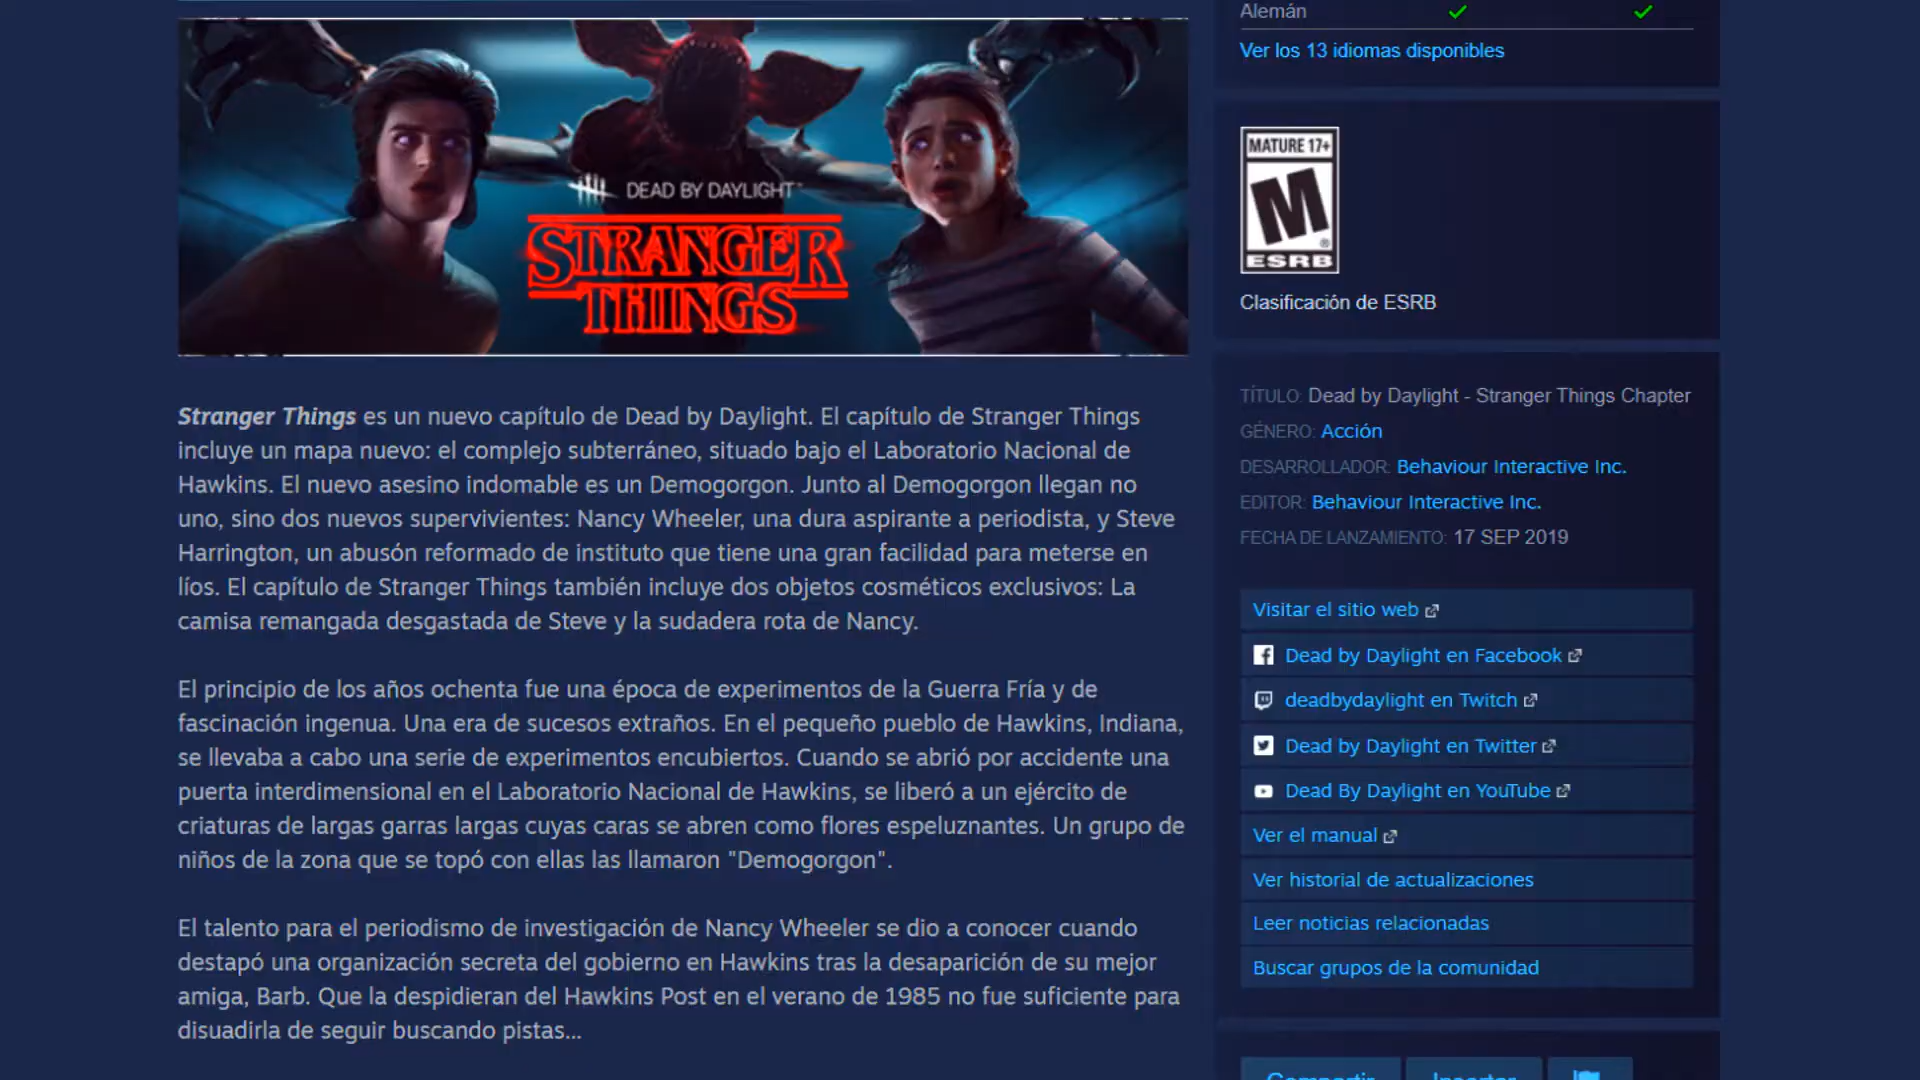 DEAD BY DAYLIGHT
STRANGER
THINGS
Stranger Things es un nuevo capítulo de Dead by Daylight. El capítulo de Stranger Things
incluye un mapa nuevo: el complejo subterráneo, situado bajo el Laboratorio Nacional de
Hawkins. El nuevo asesino indomable es un Demogorgon. Junto al Demogorgon llegan no
uno, sino dos nuevos supervivientes: Nancy Wheeler, una dura aspirante a periodista, y Steve
Harrington, un abusón reformado de instituto que tiene una gran facilidad para meterse en
líos. El capítulo de Stranger Things también incluye dos objetos cosméticos exclusivos: La
camisa remangada desgastada de Steve y la sudadera rota de Nancy.
El principio de los años ochenta fue una época de experimentos de la Guerra Fría y de
fascinación ingenua. Una era de sucesos extraños. En el pequeño pueblo de Hawkins, Indiana,
se llevaba a cabo una serie de experimentos encubiertos. Cuando se abrió por accidente una
puerta interdimensional en el Laboratorio Nacional de Hawkins, se liberó a un ejército de
criaturas de largas garras largas cuyas caras se abren como flores espeluznantes. Un grupo de
niños de la zona que se topó con ellas las llamaron "Demogorgon".
El talento para el periodismo de investigación de Nancy Wheeler se dio a conocer cuando
destapó una organización secreta del gobierno en Hawkins tras la desaparición de su mejor
amiga, Barb. Que la despidieran del Hawkins Post en el verano de 1985 no fue suficiente para
disuadirla de seguir buscando pistas...
Alemán
Ver los 13 idiomas disponibles
MATURE 17+
M
ESRB
Clasificación de ESRB
TÍTULO: Dead by Daylight - Stranger Things Chapter
GÉNERO: Acción
DESARROLLADOR: Behaviour Interactive Inc.
EDITOR: Behaviour Interactive Inc.
FECHA DE LANZAMIENTO: 17 SEP 2019
Visitar el sitio web
Dead by Daylight en Facebook
deadbydaylight en Twitch
Dead by Daylight en Twitter
Dead By Daylight en YouTube
Ver el manual
Ver historial de actualizaciones
Leer noticias relacionadas
Buscar grupos de la comunidad
Compartir Insertar